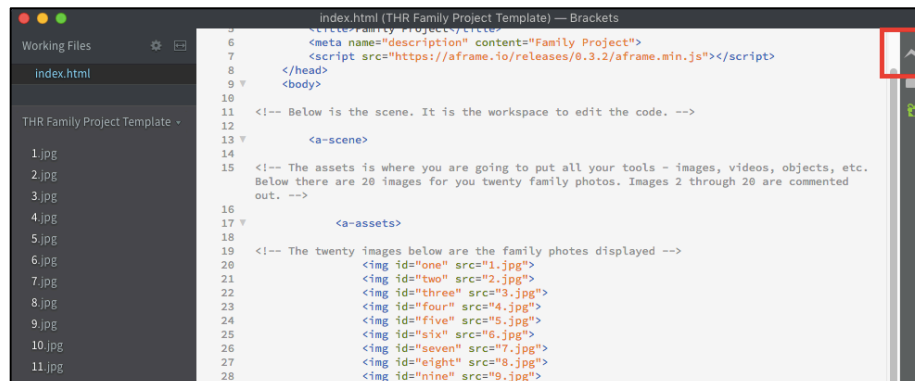 index.html (THR Family Project Template) — Brackets
Working Files
index.html
THR Family Project Template
1.jpg
2.jpg
3.jpg
4.jpg
5.jpg
6.jpg
7.jpg
8.jpg
9.jpg
10.jpg
11.jpg
5 <title>Family Project</title>
6 <meta name="description" content="Family Project">
7 <script src="https://aframe.io/releases/0.3.2/aframe.min.js"></script>
8 </head>
9 <body>
10
11 <!-- Below is the scene. It is the workspace to edit the code. -->
12
13 <a-scene>
14
15 <!-- The assets is where you are going to put all your tools - images, videos, objects, etc.
Below there are 20 images for you twenty family photos. Images 2 through 20 are commented
out. -->
16
17 <a-assets>
18
19 <!-- The twenty images below are the family photos displayed -->
20 <img id="one" src="1.jpg">
21 <img id="two" src="2.jpg">
22 <img id="three" src="3.jpg">
23 <img id="four" src="4.jpg">
24 <img id="five" src="5.jpg">
25 <img id="six" src="6.jpg">
26 <img id="seven" src="7.jpg">
27 <img id="eight" src="8.jpg">
28 <img id="nine" src="9.jpg">